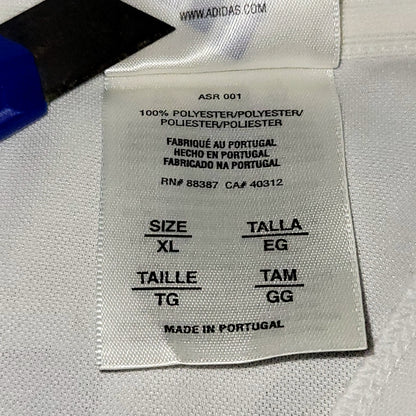 WWW.ADIDAS.COM
ASR 001
100% POLYESTER/POLYESTER/
POLIESTER/POLIESTER
FABRIQUÉ AU PORTUGAL
HECHO EN PORTUGAL
FABRICADO NA PORTUGAL
RN# 88387 CA# 40312
SIZE TALLA
XL EG
TAILLE TAM
TG GG
MADE IN PORTUGAL